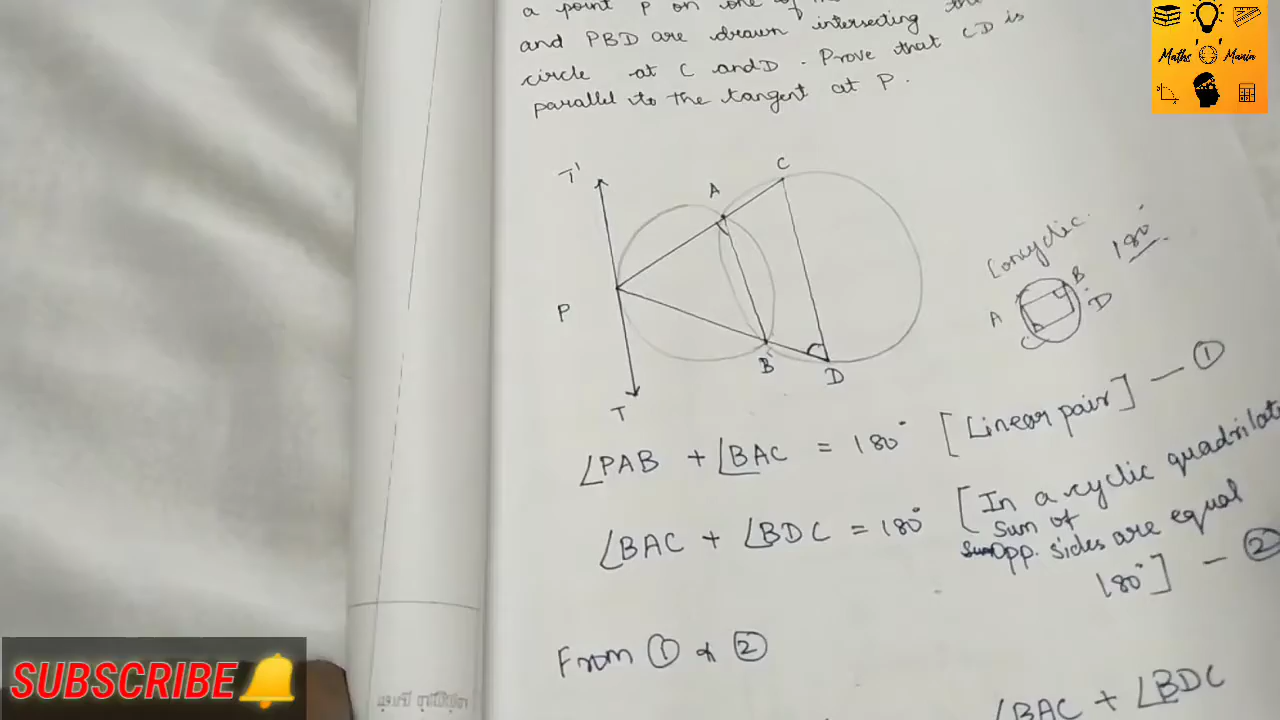 a point P on one of
and PBD are drawn intersecting the
circle at C and D. Prove that CD is
parallel to the tangent at P.
Maths Mania
T'
A
C
P
B
D
T
Concyclic
180°
A
B
C
D
∠PAB + ∠BAC = 180° [Linear pair] — ①
∠BAC + ∠BDC = 180° [In a cyclic
Sum of
Opp. sides are equal
180°] — ②
From ① & ②
∠BAC + ∠BDC
SUBSCRIBE